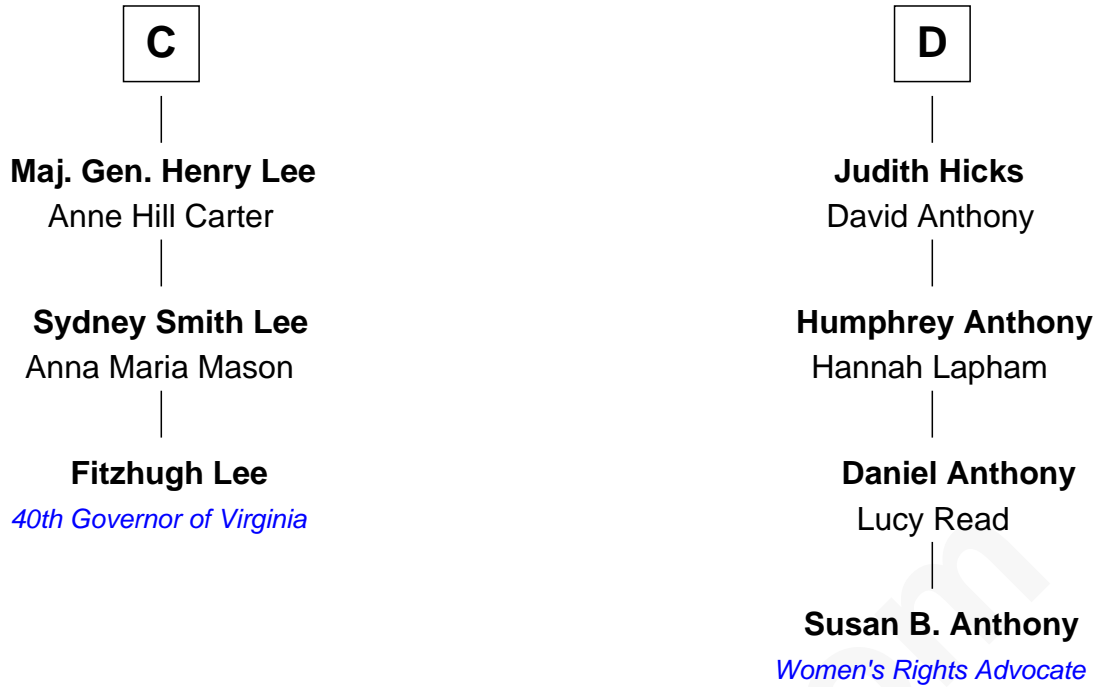 C
Maj. Gen. Henry Lee
Anne Hill Carter
Sydney Smith Lee
Anna Maria Mason
Fitzhugh Lee
40th Governor of Virginia
D
Judith Hicks
David Anthony
Humphrey Anthony
Hannah Lapham
Daniel Anthony
Lucy Read
Susan B. Anthony
Women's Rights Advocate